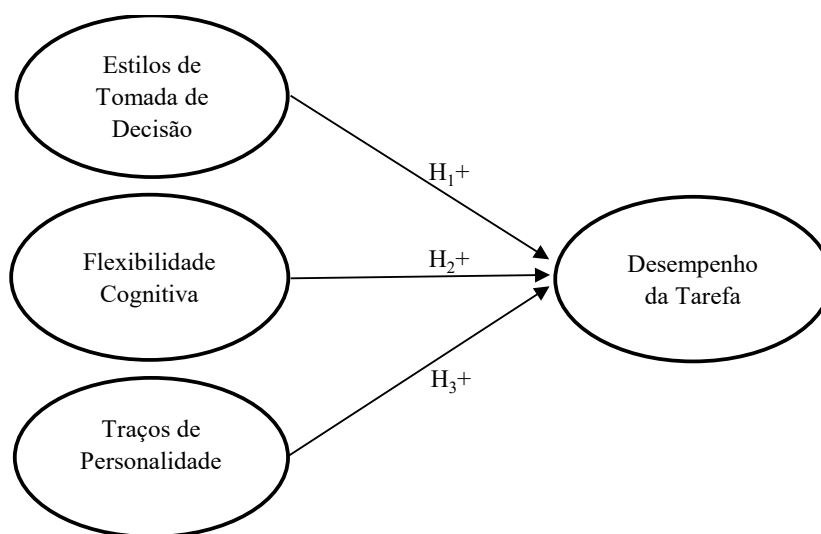 Estilos de
Tomada de
Decisão
H₁+
Flexibilidade
Cognitiva
H₂+
Desempenho
da Tarefa
H₃+
Traços de
Personalidade